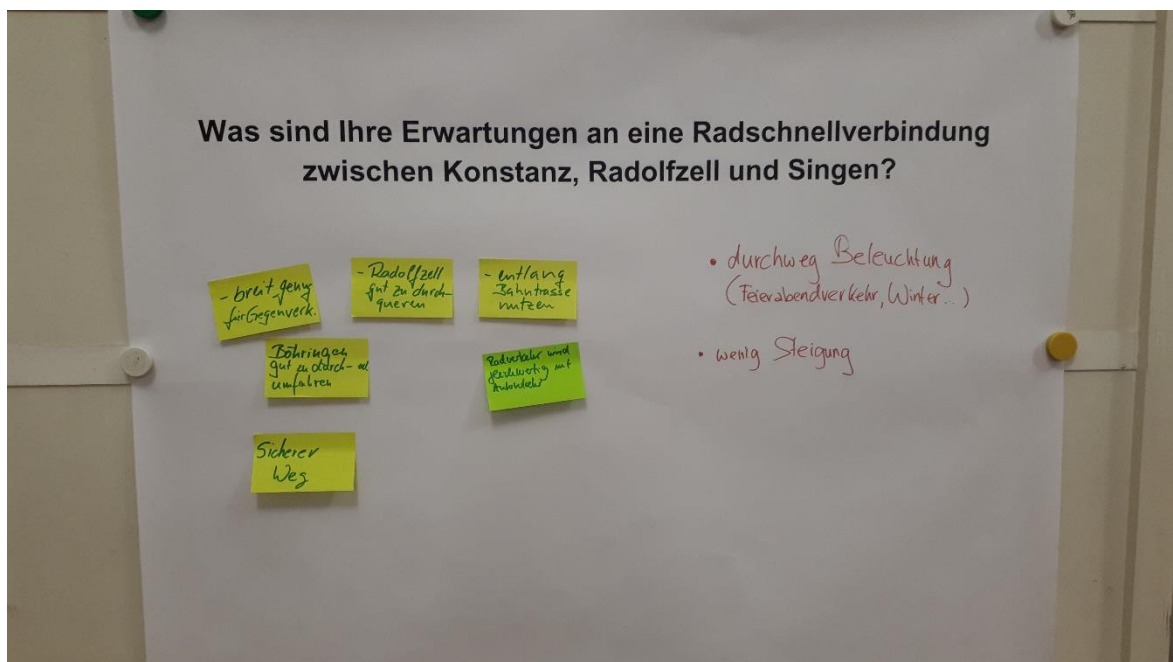 Was sind Ihre Erwartungen an eine Radschnellverbindung
zwischen Konstanz, Radolfzell und Singen?
- breit genug
für Gegenverk.
- Radolfzell
gut zu durch-
queren
- entlang
Bahntrasse
nutzen
Böhringen
gut zu durch- od
umfahren
Radverkehr wird
gleichwertig mit
Autoverkehr
Sicherer
Weg
• durchweg Beleuchtung
(Feierabendverkehr, Winter...)
• wenig Steigung